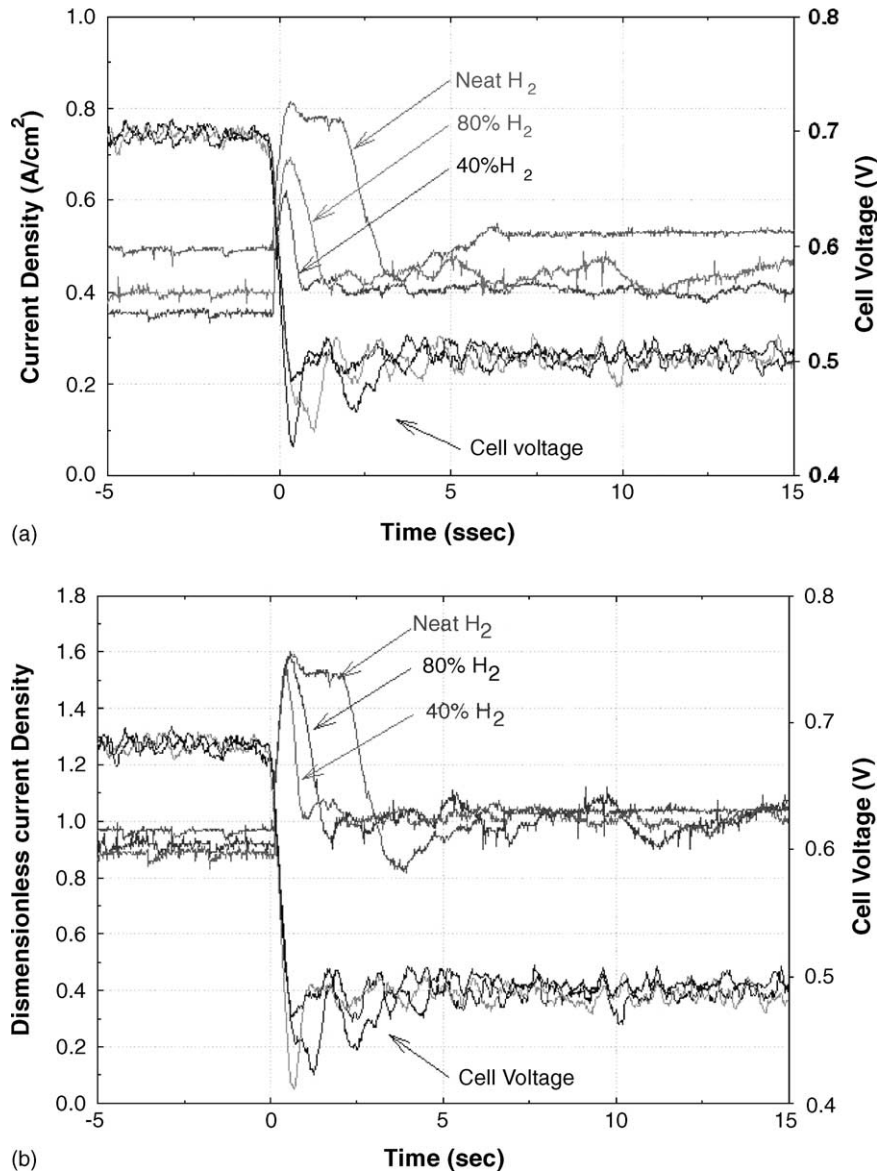 1.0
0.8
0.6
0.4
0.2
0.0
Current Density (A/cm²)
0.8
0.7
0.6
0.5
0.4
Cell Voltage (V)
Neat H₂
80% H₂
40%H₂
Cell voltage
-5
0
5
10
15
Time (ssec)
(a)
1.8
1.6
1.4
1.2
1.0
0.8
0.6
0.4
0.2
0.0
Dismensionless current Density
0.8
0.7
0.6
0.5
0.4
Cell Voltage (V)
Neat H₂
80% H₂
40% H₂
Cell Voltage
-5
0
5
10
15
Time (sec)
(b)